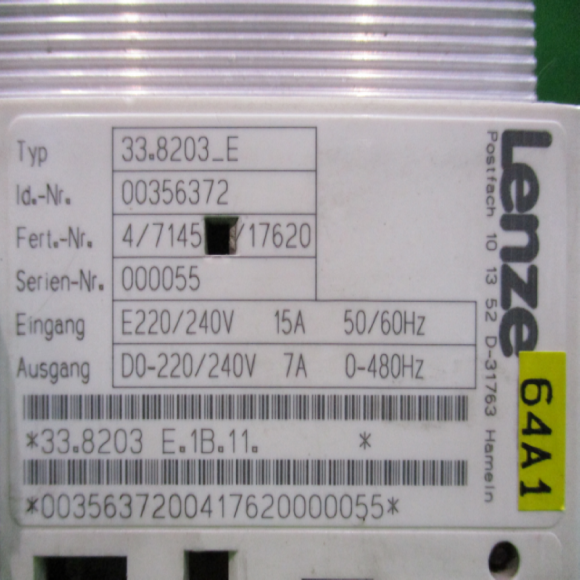 Typ 33.8203_E
Id.-Nr. 00356372
Fert.-Nr. 4/7145 /17620
Serien-Nr. 000055
Eingang E220/240V 15A 50/60Hz
Ausgang D0-220/240V 7A 0-480Hz
*33.8203 E.1B.11. *
*0035637200417620000055*
Lenze
Postfach 10 13 52 D-31763 Hameln
64A1